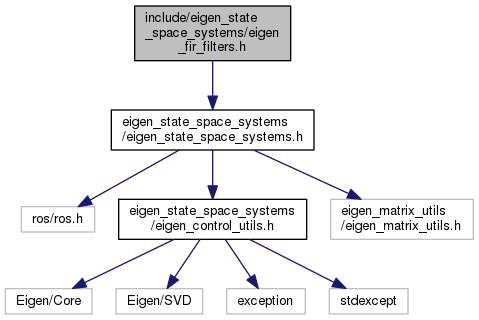 include/eigen_state
_space_systems/eigen
_fir_filters.h
eigen_state_space_systems
/eigen_state_space_systems.h
ros/ros.h
eigen_state_space_systems
/eigen_control_utils.h
eigen_matrix_utils
/eigen_matrix_utils.h
Eigen/Core
Eigen/SVD
exception
stdexcept